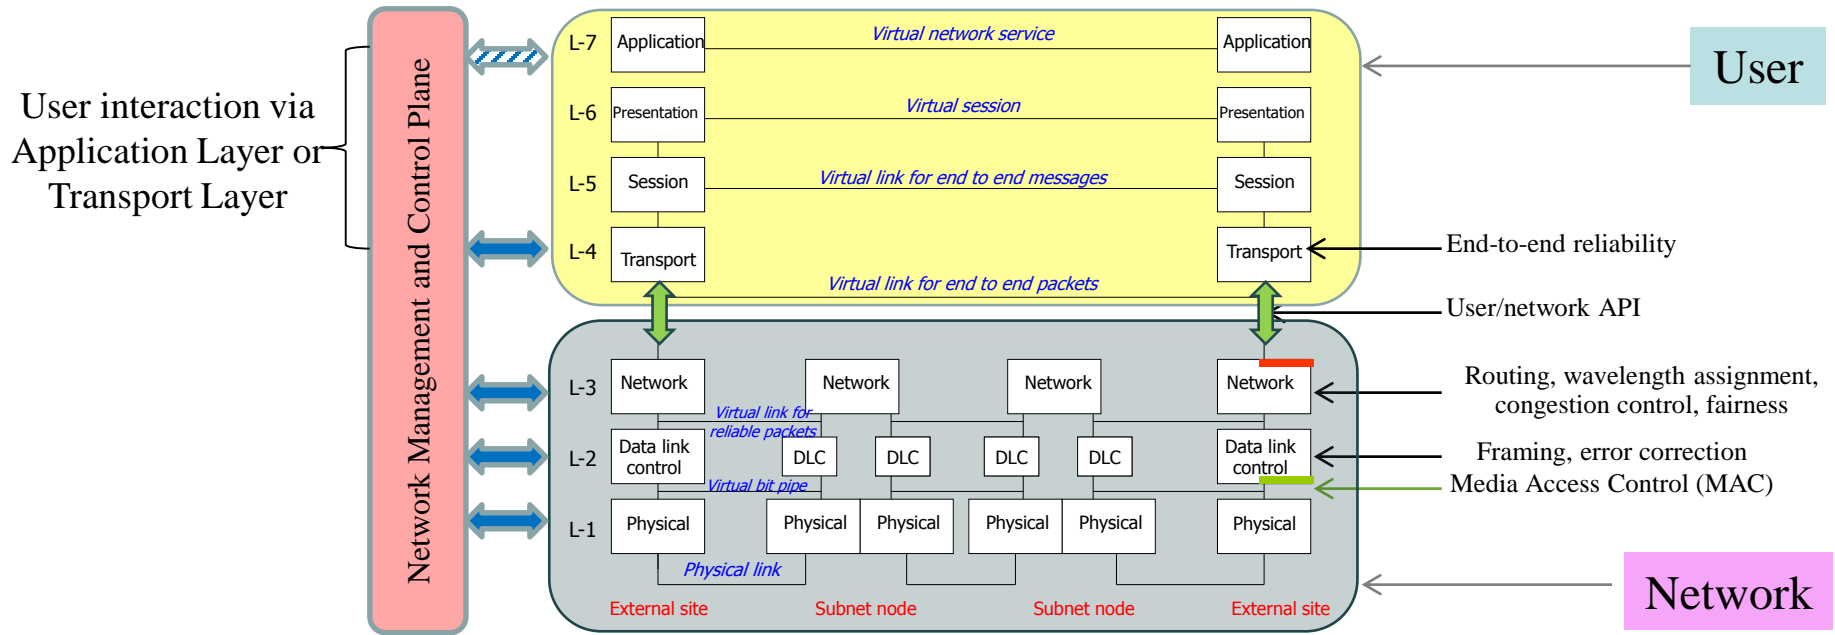 User interaction via
Application Layer or
Transport Layer
Network Management and Control Plane
L-7
Application
Virtual network service
Application
User
L-6
Presentation
Virtual session
Presentation
L-5
Session
Virtual link for end to end messages
Session
L-4
Transport
Transport
End-to-end reliability
Virtual link for end to end packets
User/network API
L-3
Network
Network
Network
Network
Routing, wavelength assignment,
congestion control, fairness
Virtual link for
reliable packets
L-2
Data link
control
DLC
DLC
DLC
DLC
Data link
control
Framing, error correction
Virtual bit pipe
Media Access Control (MAC)
L-1
Physical
Physical
Physical
Physical
Physical
Physical
Physical link
Network
External site
Subnet node
Subnet node
External site